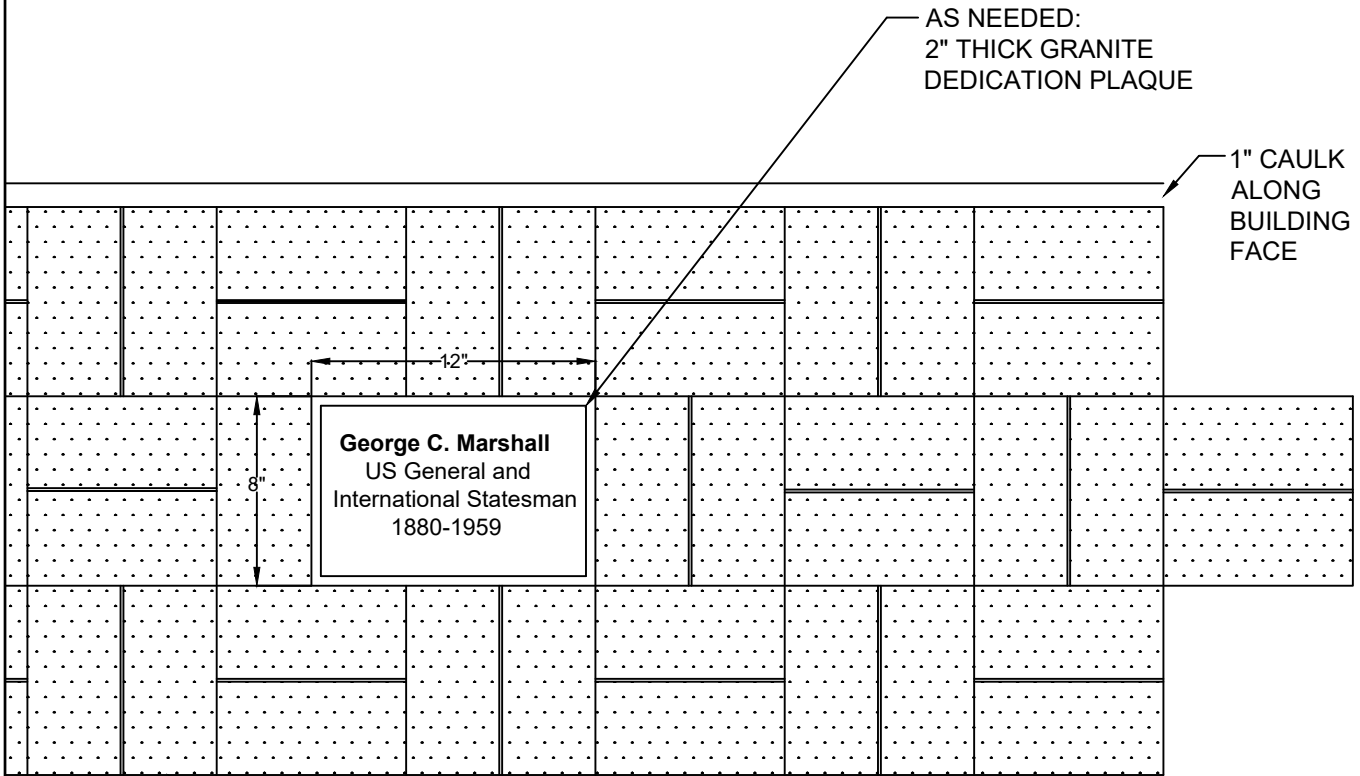 AS NEEDED:
2" THICK GRANITE
DEDICATION PLAQUE
1" CAULK
ALONG
BUILDING
FACE
12"
8"
George C. Marshall
US General and
International Statesman
1880-1959